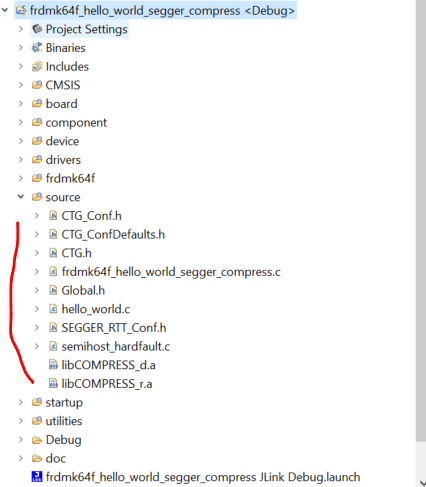 frdmk64f_hello_world_segger_compress <Debug>
Project Settings
Binaries
Includes
CMSIS
board
component
device
drivers
frdmk64f
source
CTG_Conf.h
CTG_ConfDefaults.h
CTG.h
frdmk64f_hello_world_segger_compress.c
Global.h
hello_world.c
SEGGER_RTT_Conf.h
semihost_hardfault.c
libCOMPRESS_d.a
libCOMPRESS_r.a
startup
utilities
Debug
doc
frdmk64f_hello_world_segger_compress JLink Debug.launch